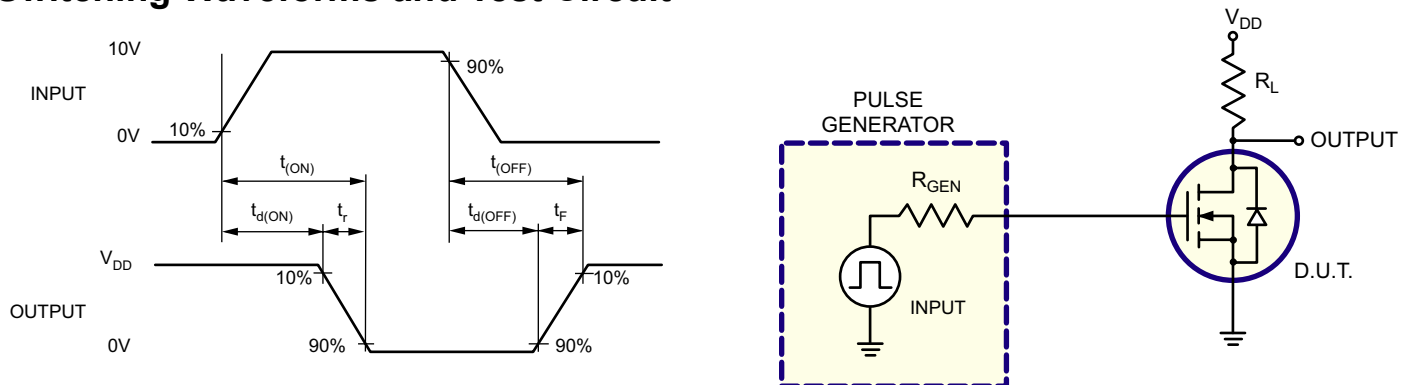 Switching Waveforms and Test Circuit
10V
INPUT
0V
10%
90%
t(ON)
t(OFF)
td(ON)
tr
td(OFF)
tF
VDD
OUTPUT
0V
10%
90%
90%
10%
VDD
RL
PULSE
GENERATOR
OUTPUT
RGEN
INPUT
D.U.T.